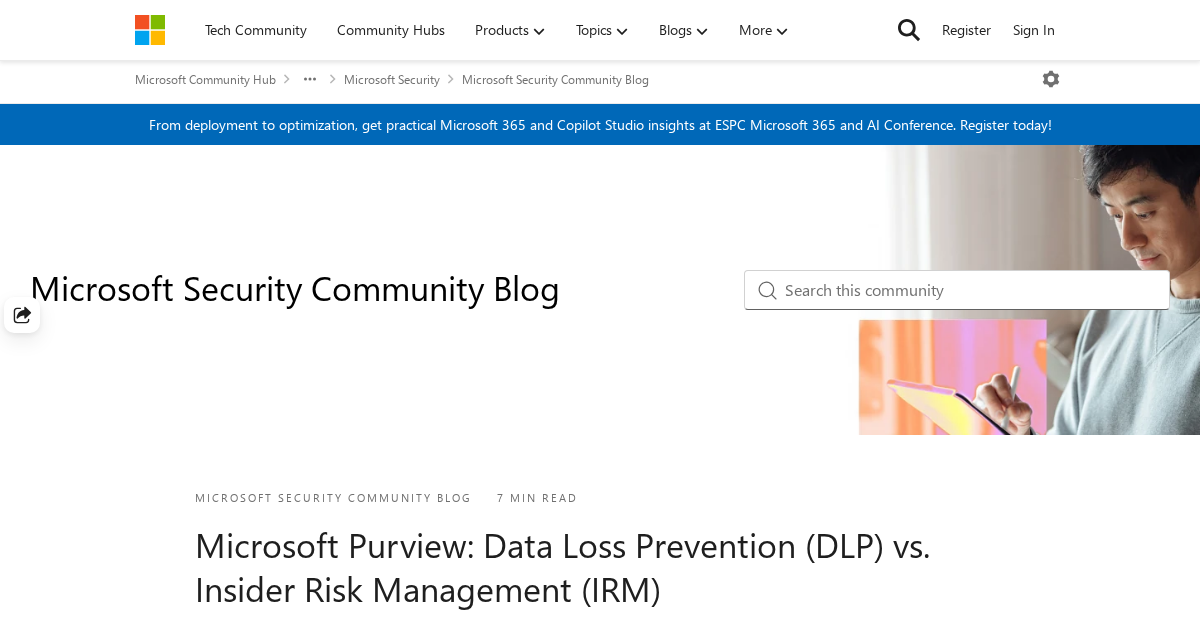 Tech Community Community Hubs Products Topics Blogs More Register Sign In
Microsoft Community Hub Microsoft Security Microsoft Security Community Blog
From deployment to optimization, get practical Microsoft 365 and Copilot Studio insights at ESPC Microsoft 365 and AI Conference. Register today!
Microsoft Security Community Blog
Search this community
MICROSOFT SECURITY COMMUNITY BLOG 7 MIN READ
Microsoft Purview: Data Loss Prevention (DLP) vs.
Insider Risk Management (IRM)